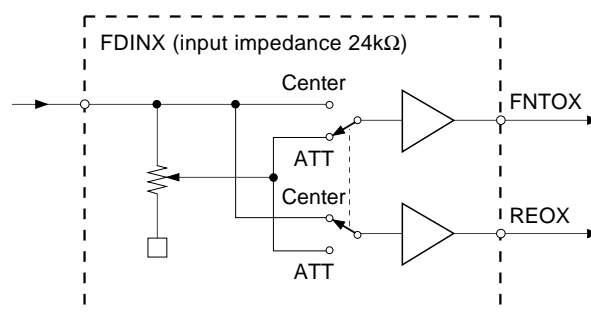 FDINX (input impedance 24kΩ)
Center
FNTOX
ATT
Center
REOX
ATT